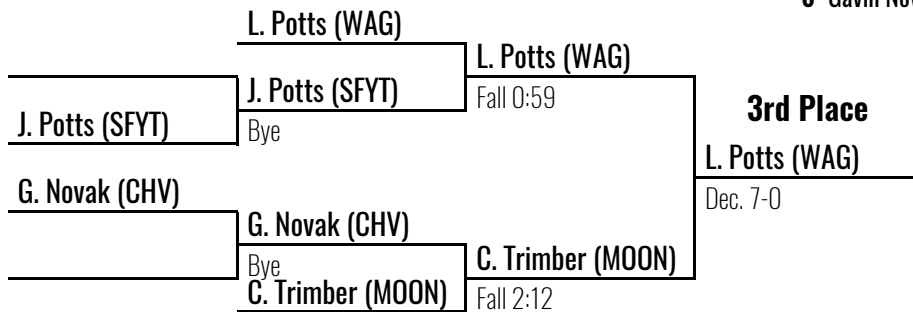 L. Potts (WAG)
L. Potts (WAG)
J. Potts (SFYT)
Fall 0:59
3rd Place
J. Potts (SFYT)
Bye
L. Potts (WAG)
G. Novak (CHV)
Dec. 7-0
G. Novak (CHV)
Bye
C. Trimber (MOON)
C. Trimber (MOON)
Fall 2:12